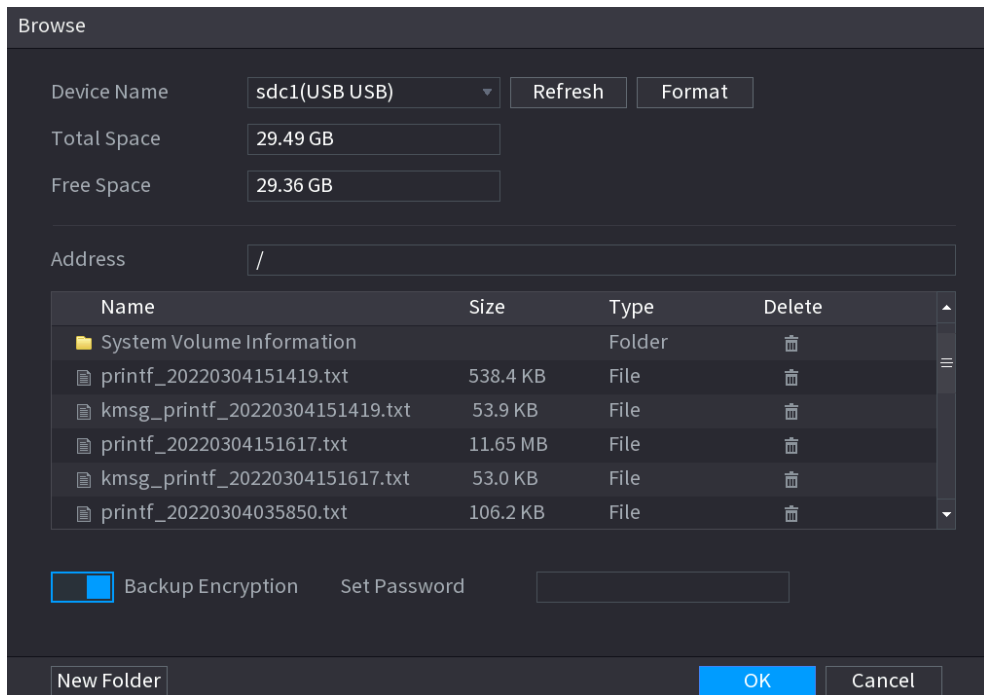 Browse
Device Name sdc1(USB USB) Refresh Format
Total Space 29.49 GB
Free Space 29.36 GB
Address /
Name Size Type Delete
System Volume Information Folder
printf_20220304151419.txt 538.4 KB File
kmsg_printf_20220304151419.txt 53.9 KB File
printf_20220304151617.txt 11.65 MB File
kmsg_printf_20220304151617.txt 53.0 KB File
printf_20220304035850.txt 106.2 KB File
Backup Encryption Set Password
New Folder OK Cancel